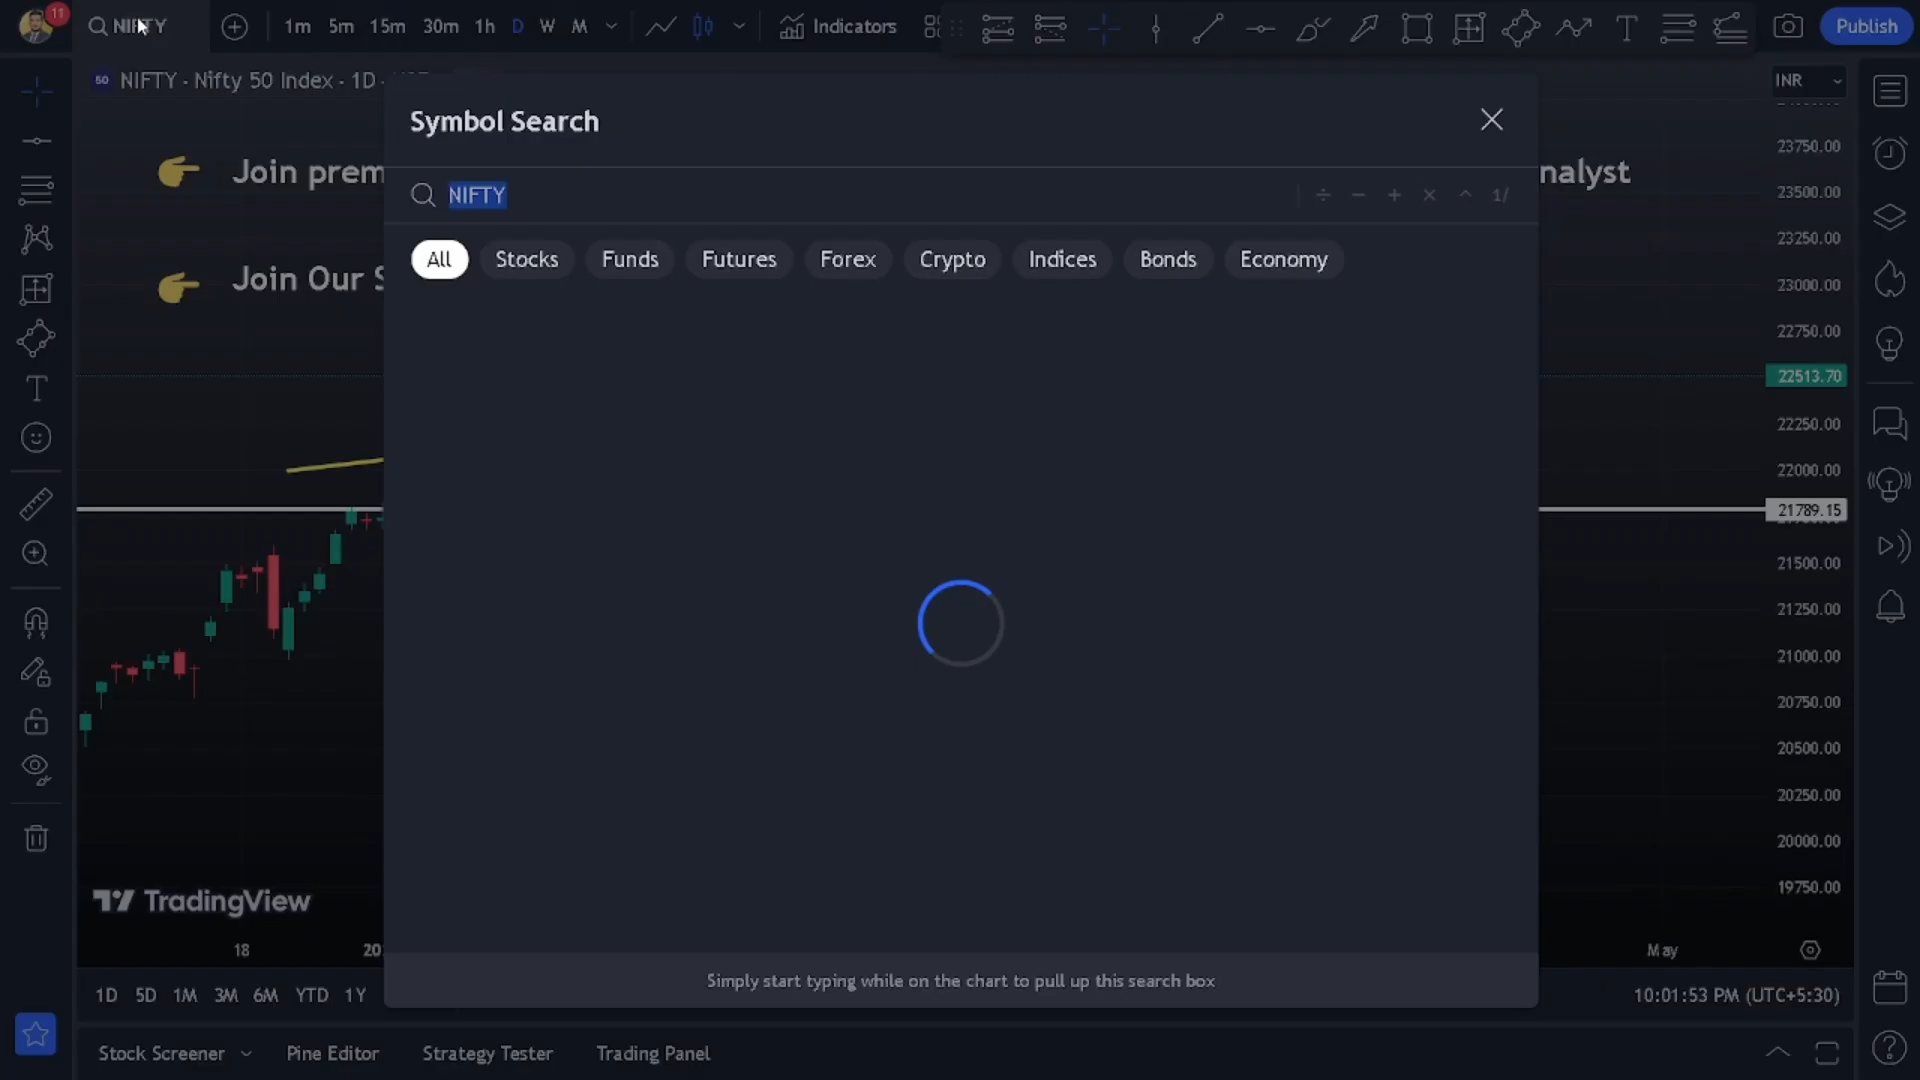 11
NIFTY
1m 5m 15m 30m 1h D W M
Indicators
Publish
50 NIFTY - Nifty 50 Index - 1D -
INR
Symbol Search
Join prem
nalyst
NIFTY
÷ − + × ^ 1/
All Stocks Funds Futures Forex Crypto Indices Bonds Economy
Join Our S
23750.00
23500.00
23250.00
23000.00
22750.00
22513.70
22250.00
22000.00
21789.15
21500.00
21250.00
21000.00
20750.00
20500.00
20250.00
20000.00
19750.00
TradingView
18 20 May
Simply start typing while on the chart to pull up this search box
1D 5D 1M 3M 6M YTD 1Y
10:01:53 PM (UTC+5:30)
Stock Screener Pine Editor Strategy Tester Trading Panel